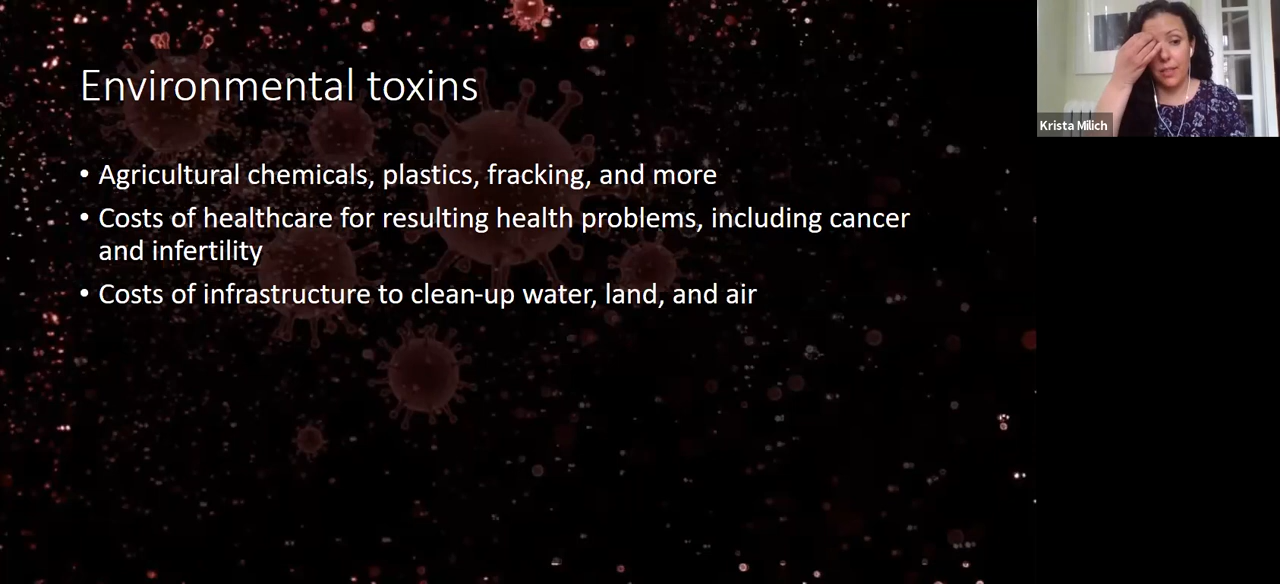 Environmental toxins
• Agricultural chemicals, plastics, fracking, and more
• Costs of healthcare for resulting health problems, including cancer
and infertility
• Costs of infrastructure to clean-up water, land, and air
Krista Milich